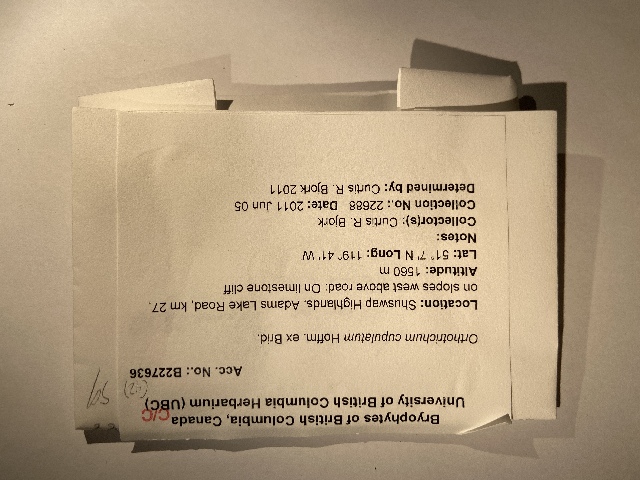 Bryophytes of British Columbia, Canada
University of British Columbia Herbarium (UBC)
C/C
Acc. No.: B227636
Orthotrichum cupulatum Hoffm. ex Brid.
Location: Shuswap Highlands. Adams Lake Road, km 27,
on slopes west above road: On limestone cliff
Altitude: 1560 m
Lat: 51° 7' N Long: 119° 41' W
Notes:
Collector(s): Curtis R. Bjork
Collection No.: 22688 Date: 2011 Jun 05
Determined by: Curtis R. Bjork 2011